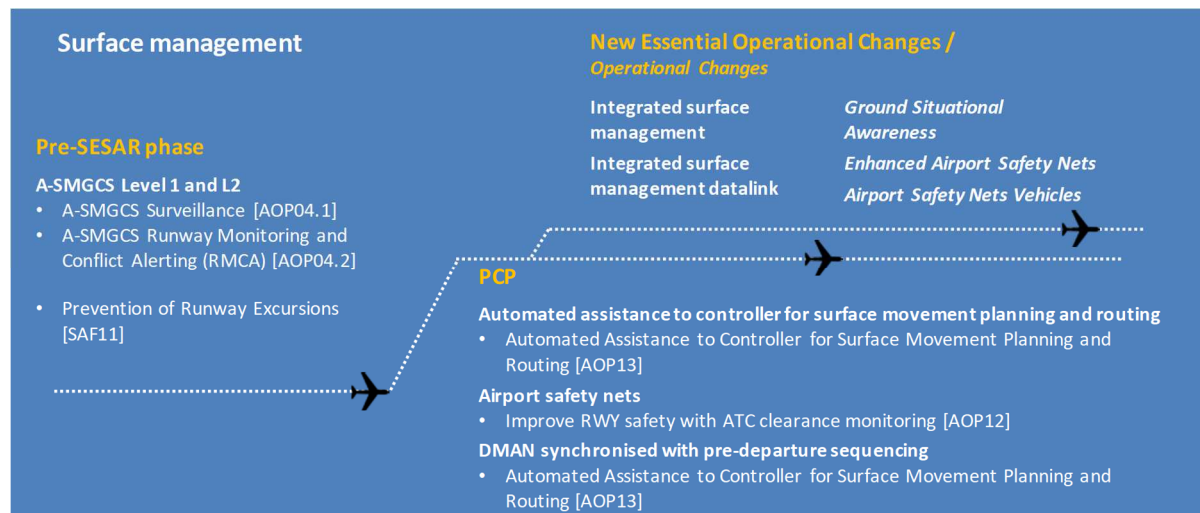 Surface management
Pre-SESAR phase
A-SMGCS Level 1 and L2
• A-SMGCS Surveillance [AOP04.1]
• A-SMGCS Runway Monitoring and
Conflict Alerting (RMCA) [AOP04.2]
• Prevention of Runway Excursions
[SAF11]
New Essential Operational Changes /
Operational Changes
Integrated surface
management
Integrated surface
management datalink
Ground Situational
Awareness
Enhanced Airport Safety Nets
Airport Safety Nets Vehicles
PCP
Automated assistance to controller for surface movement planning and routing
• Automated Assistance to Controller for Surface Movement Planning and
Routing [AOP13]
Airport safety nets
• Improve RWY safety with ATC clearance monitoring [AOP12]
DMAN synchronised with pre-departure sequencing
• Automated Assistance to Controller for Surface Movement Planning and
Routing [AOP13]